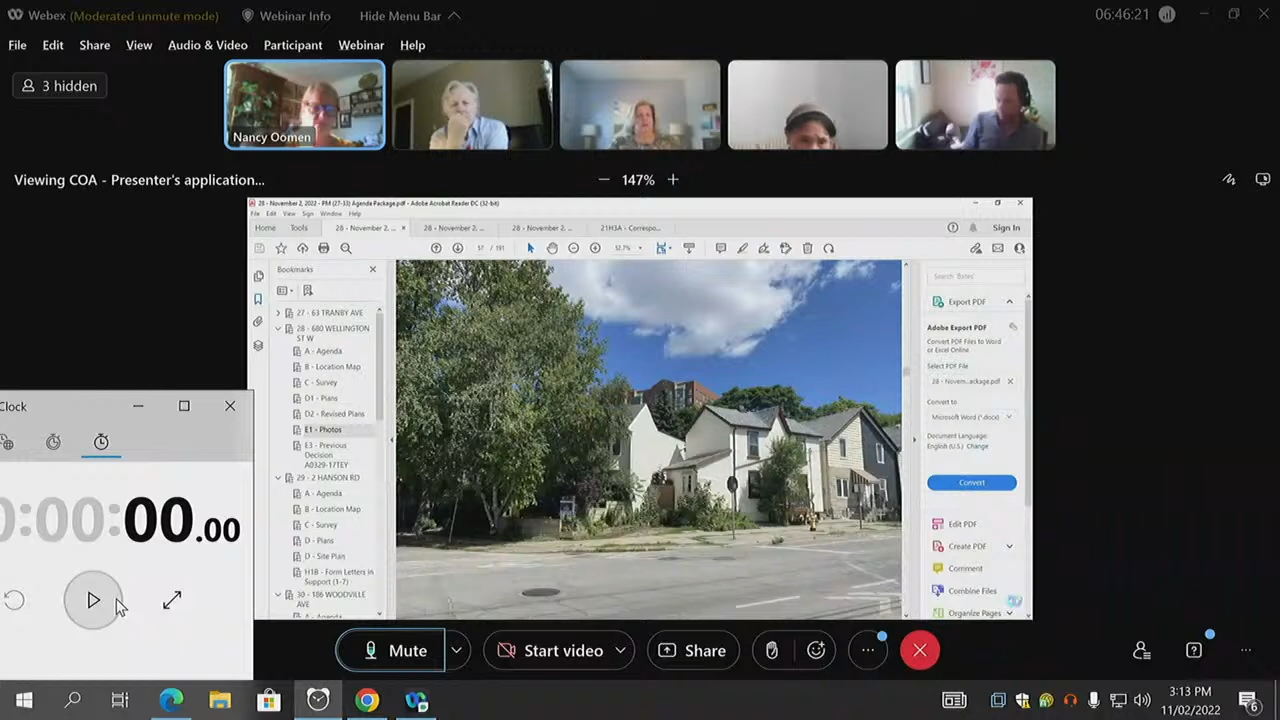 Webex (Moderated unmute mode) Webinar Info Hide Menu Bar 06:46:21
File Edit Share View Audio & Video Participant Webinar Help
3 hidden
Nancy Oomen
Viewing COA - Presenter's application... 147%
28 - November 2, 2022 - PM (27-33) Agenda Package.pdf - Adobe Acrobat Reader DC (32-bit)
File Edit View Sign Window Help
Home Tools 28 - November 2, ... × 28 - November 2, ... 28 - November 2, ... 21H3A - Correspo... Sign In
57 / 191 52.7%
Bookmarks
27 - 63 TRANBY AVE
28 - 680 WELLINGTON
ST W
A - Agenda
B - Location Map
C - Survey
D1 - Plans
D2 - Revised Plans
E1 - Photos
E3 - Previous
Decision
A0329-17TEY
29 - 2 HANSON RD
A - Agenda
B - Location Map
C - Survey
D - Plans
D - Site Plan
H1B - Form Letters in
Support (1-7)
30 - 186 WOODVILLE
AVE
A - Agenda
Export PDF
Adobe Export PDF
Convert PDF Files to Word
or Excel Online
Select PDF File
28 - Novem...ackage.pdf
Convert to
Microsoft Word (*.docx)
Document Language:
English (U.S.) Change
Convert
Edit PDF
Create PDF
Comment
Combine Files
Organize Pages
Clock
0:00:00.00
Mute Start video Share
3:13 PM
11/02/2022
6